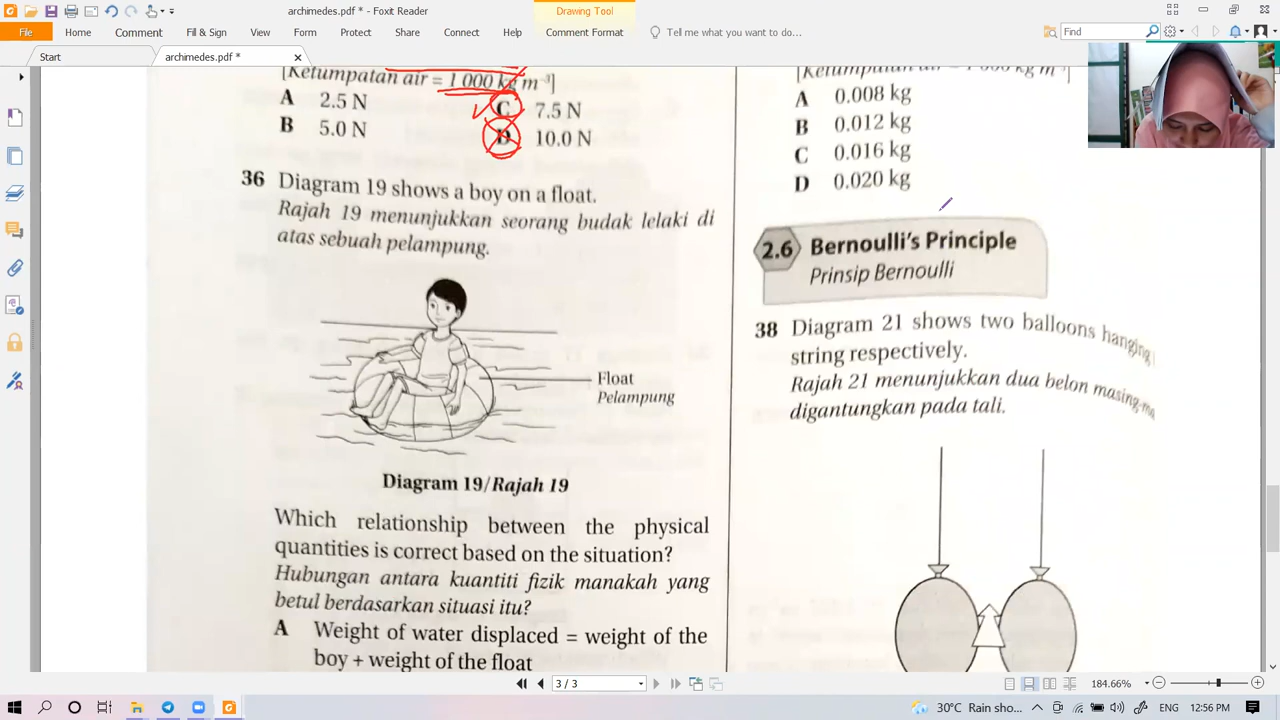 archimedes.pdf * - Foxit Reader
Drawing Tool
File
Home
Comment
Fill & Sign
View
Form
Protect
Share
Connect
Help
Comment Format
Tell me what you want to do...
Find
Start
archimedes.pdf *
[Ketumpatan air = 1 000 kg m⁻³]
A 2.5 N
C 7.5 N
B 5.0 N
D 10.0 N
36 Diagram 19 shows a boy on a float.
Rajah 19 menunjukkan seorang budak lelaki di
atas sebuah pelampung.
Float
Pelampung
Diagram 19/Rajah 19
Which relationship between the physical
quantities is correct based on the situation?
Hubungan antara kuantiti fizik manakah yang
betul berdasarkan situasi itu?
A Weight of water displaced = weight of the
boy + weight of the float
A 0.008 kg
B 0.012 kg
C 0.016 kg
D 0.020 kg
2.6 Bernoulli's Principle
Prinsip Bernoulli
38 Diagram 21 shows two balloons hanging
string respectively.
Rajah 21 menunjukkan dua belon masing-ma
digantungkan pada tali.
3 / 3
184.66%
30°C Rain sho...
ENG
12:56 PM